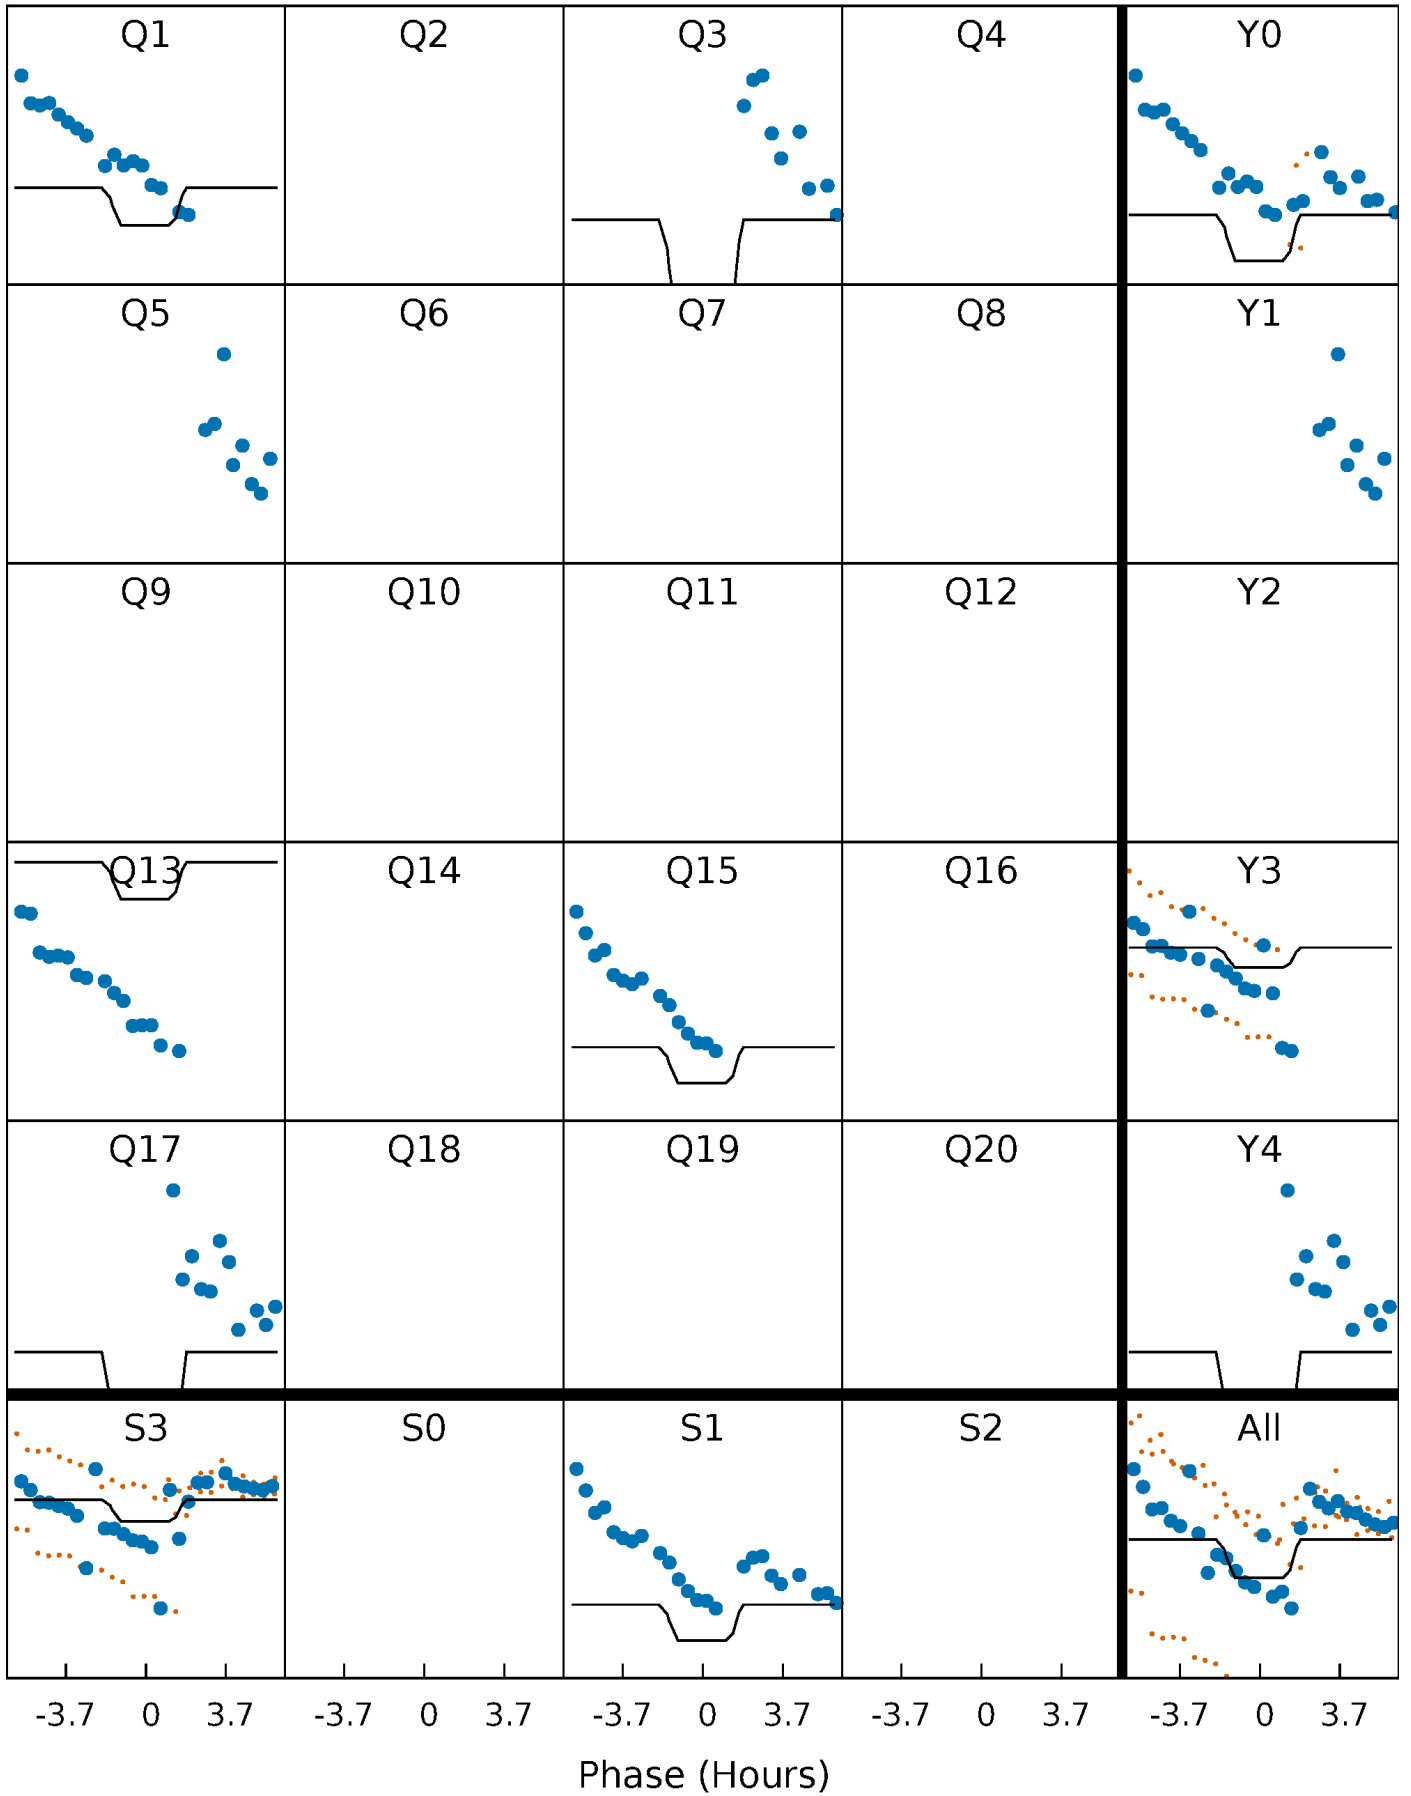 Q1 Q2 Q3 Q4 Y0
Q5 Q6 Q7 Q8 Y1
Q9 Q10 Q11 Q12 Y2
Q13 Q14 Q15 Q16 Y3
Q17 Q18 Q19 Q20 Y4
S3 S0 S1 S2 All
-3.7 0 3.7 -3.7 0 3.7 -3.7 0 3.7 -3.7 0 3.7 -3.7 0 3.7
Phase (Hours)